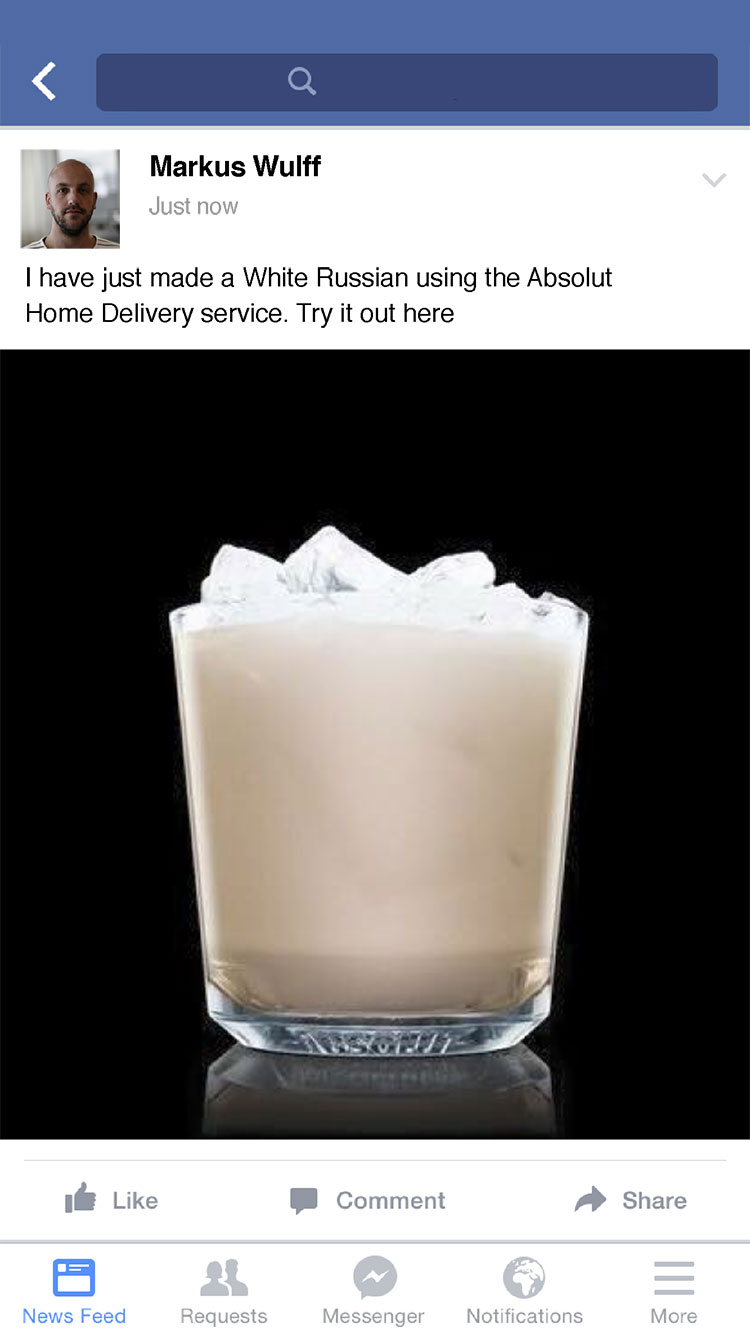 Markus Wulff
Just now
I have just made a White Russian using the Absolut
Home Delivery service. Try it out here
Like
Comment
Share
News Feed
Requests
Messenger
Notifications
More